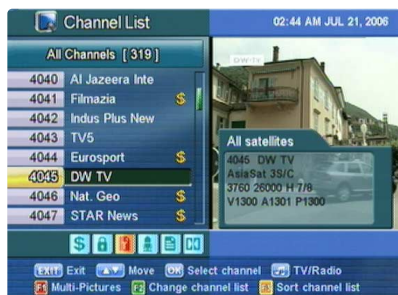 Channel List
02:44 AM JUL 21, 2006
All Channels [ 319 ]
4040 Al Jazeera Inte
4041 Filmazia $
4042 Indus Plus New
4043 TV5
4044 Eurosport $
4045 DW TV
4046 Nat. Geo $
4047 STAR News $
DW-TV
All satellites
4045 DW TV
AsiaSat 3S/C
3760 26000 H 7/8
V1300 A1301 P1300
$
EXIT Exit Move OK Select channel TV/Radio
F1 Multi-Pictures F2 Change channel list F3 Sort channel list